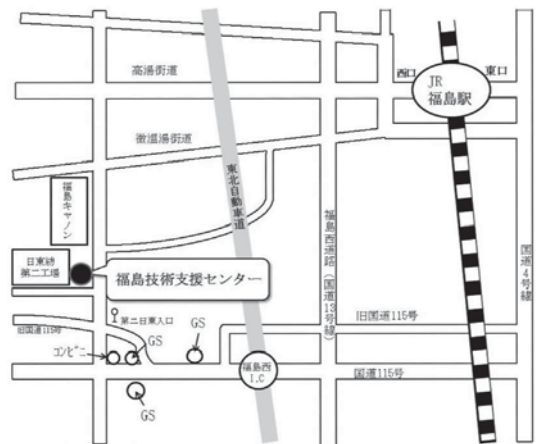 高湯街道
西口
東口
JR
福島駅
微温湯街道
東北自動車道
福島キヤノン
福島西道路(国道13号線)
国道4号線
日東紡
第二工場
福島技術支援センター
第二日東入口
旧国道115号
旧国道115号
GS
GS
コンビニ
福島西
I.C
国道115号
GS